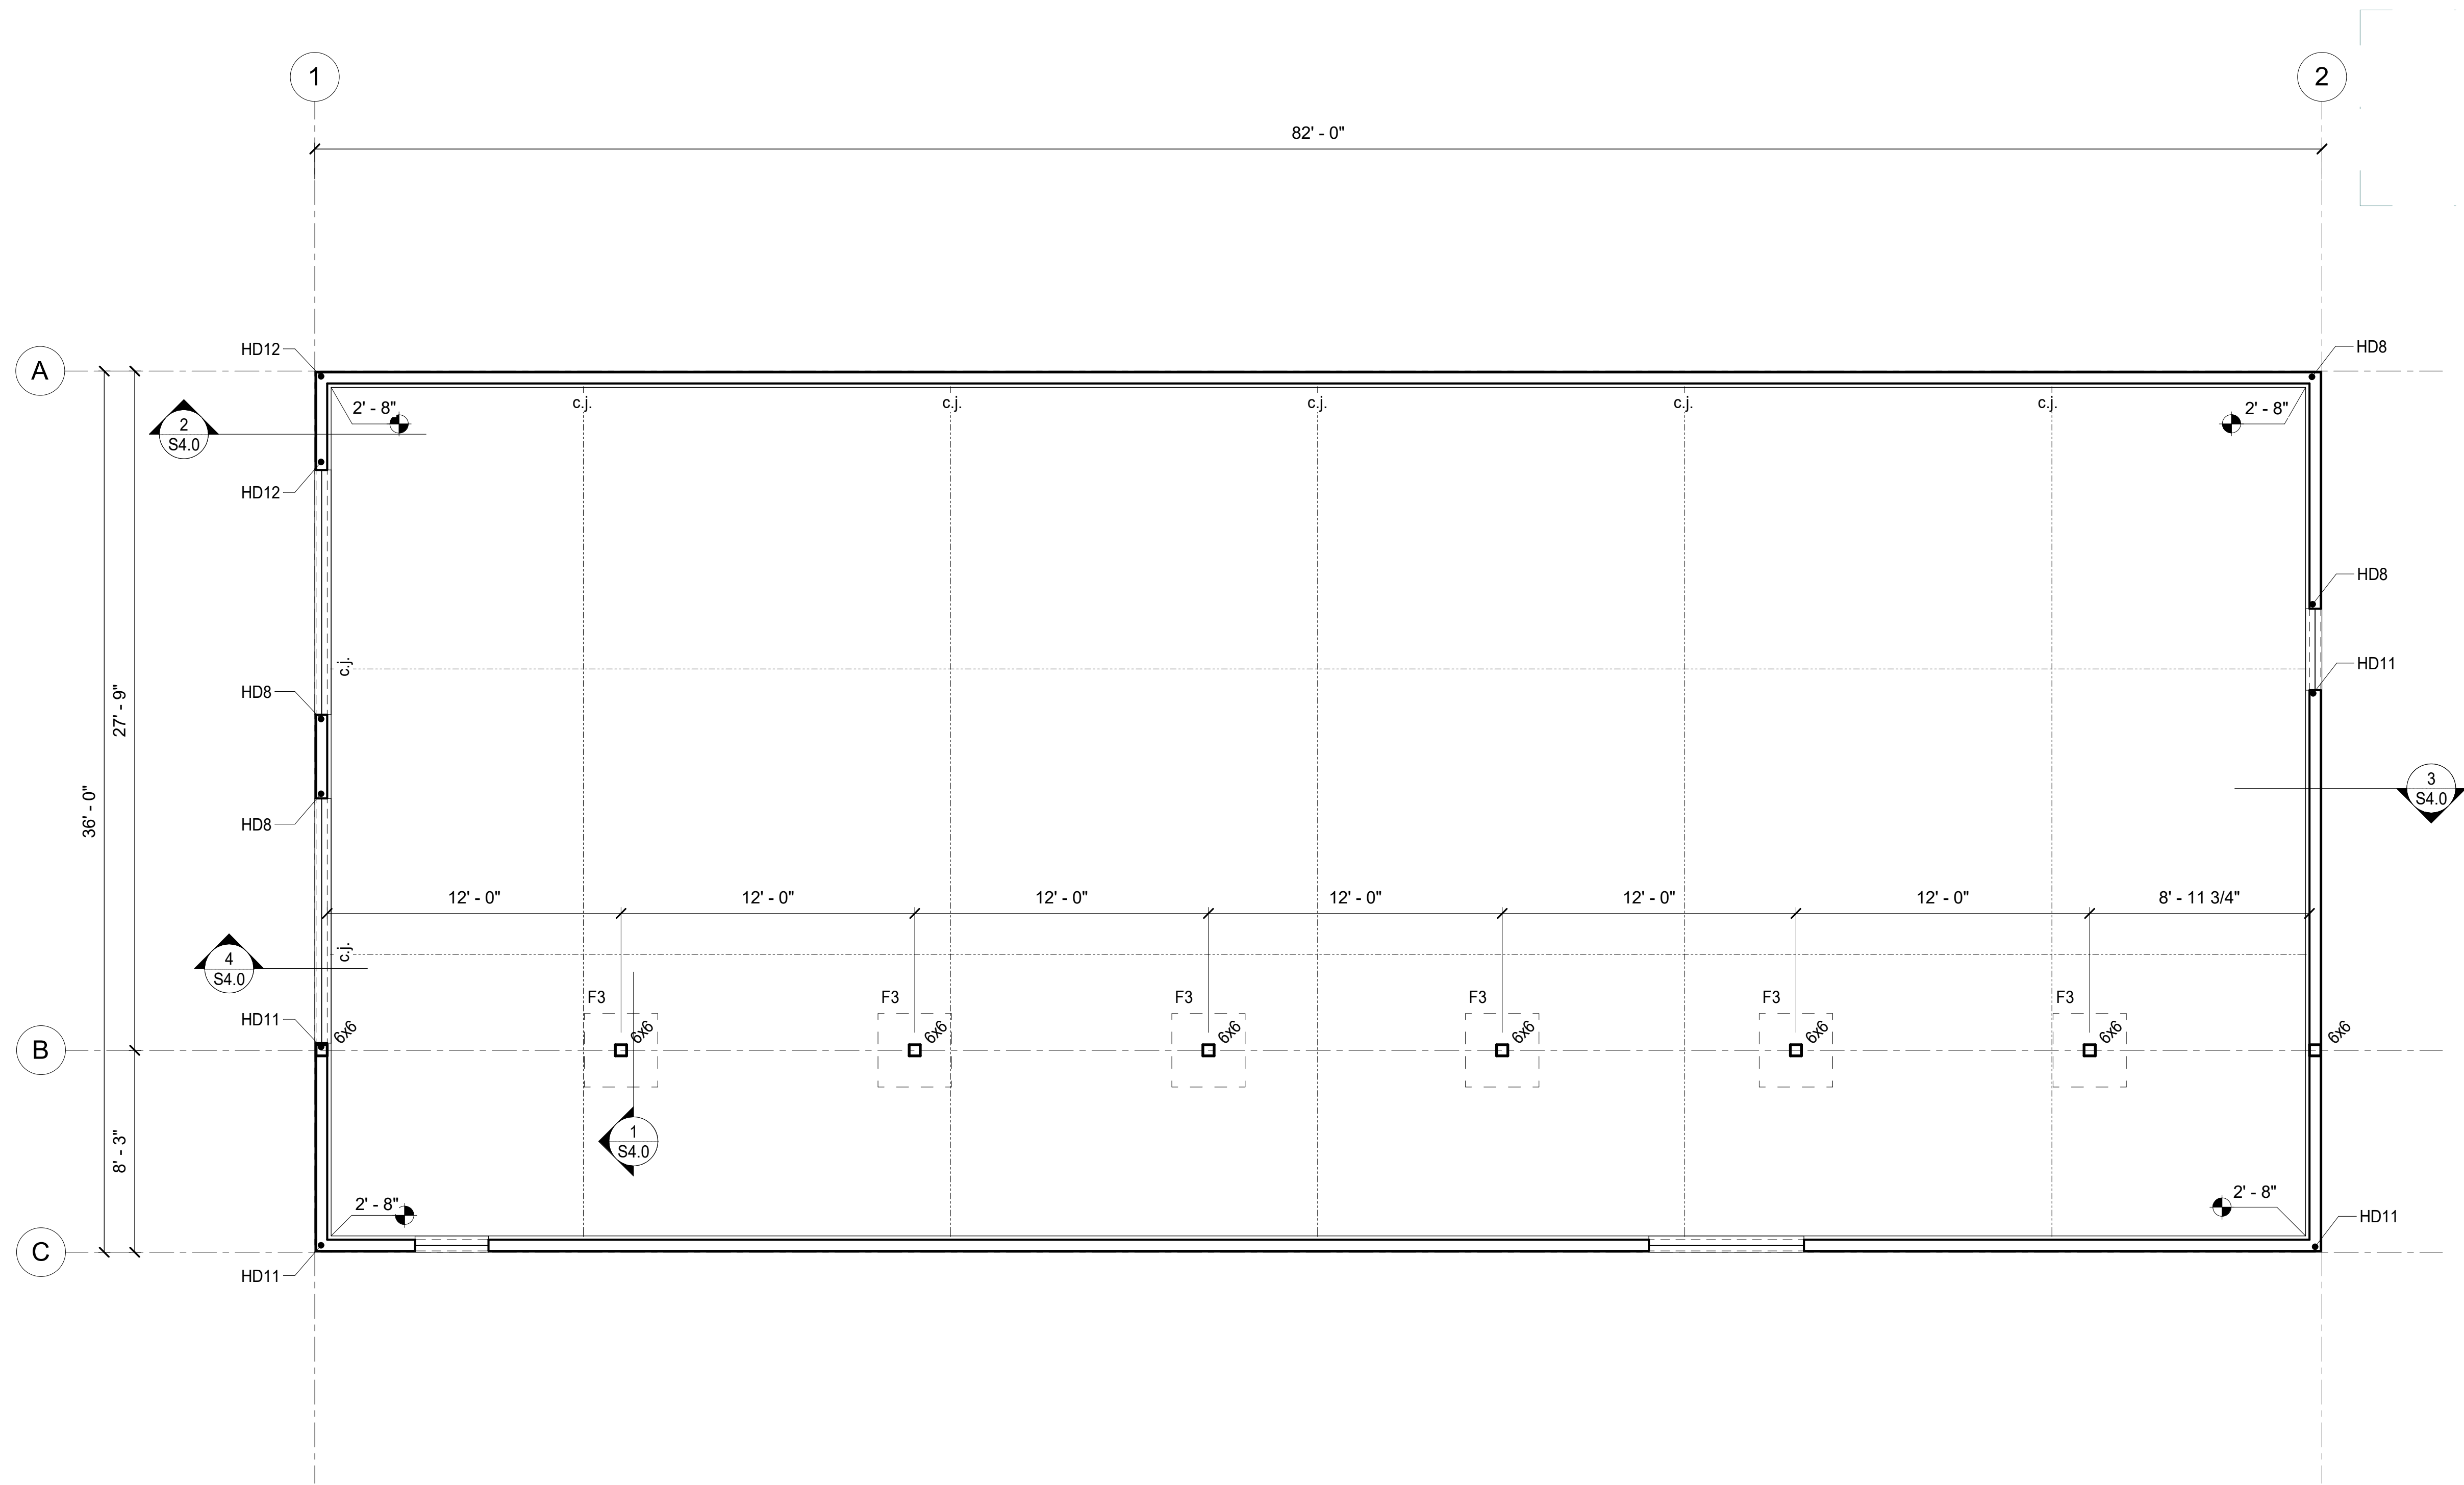 1
2
82' - 0"
HD12
HD8
A
c.j.
c.j.
c.j.
c.j.
c.j.
2' - 8"
2' - 8"
2
S4.0
HD12
HD8
c.j.
HD11
HD8
27' - 9"
3
S4.0
36' - 0"
HD8
12' - 0"
12' - 0"
12' - 0"
12' - 0"
12' - 0"
12' - 0"
8' - 11 3/4"
c.j.
4
S4.0
F3
F3
F3
F3
F3
F3
HD11
6x6
6x6
6x6
6x6
6x6
6x6
6x6
6x6
B
1
S4.0
8' - 3"
2' - 8"
2' - 8"
HD11
C
HD11